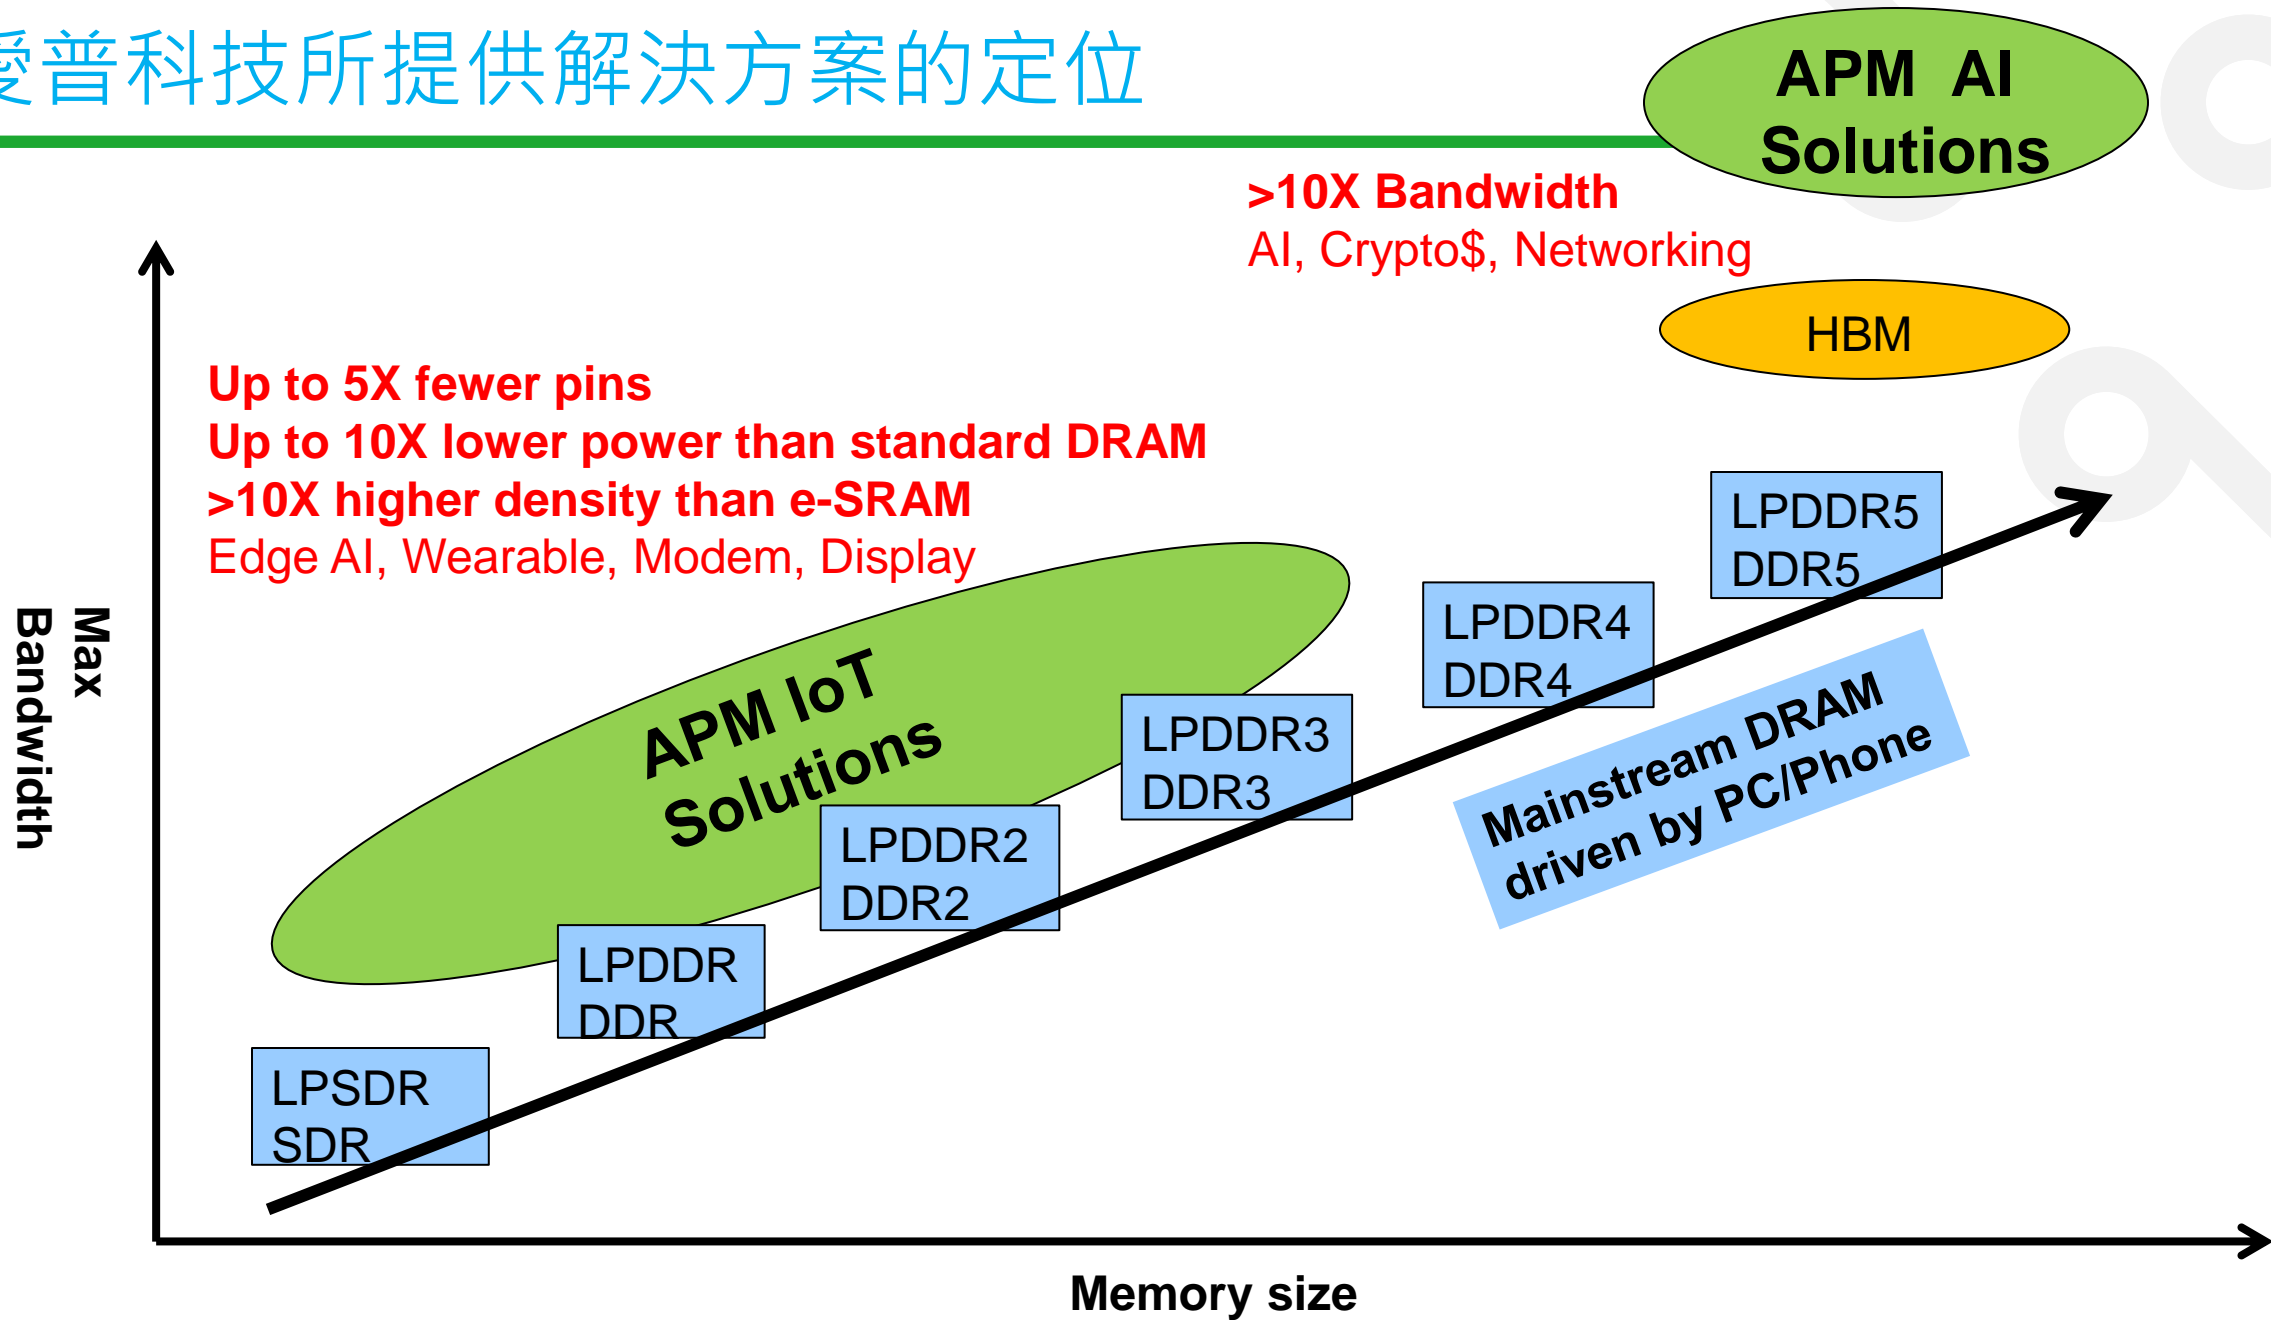 愛普科技所提供解決方案的定位
APM AI
Solutions
>10X Bandwidth
AI, Crypto$, Networking
HBM
Up to 5X fewer pins
Up to 10X lower power than standard DRAM
>10X higher density than e-SRAM
Edge AI, Wearable, Modem, Display
LPDDR5
DDR5
LPDDR4
DDR4
APM IoT
Solutions
LPDDR3
DDR3
Mainstream DRAM
driven by PC/Phone
LPDDR2
DDR2
LPDDR
DDR
LPSDR
SDR
Max
Bandwidth
Memory size